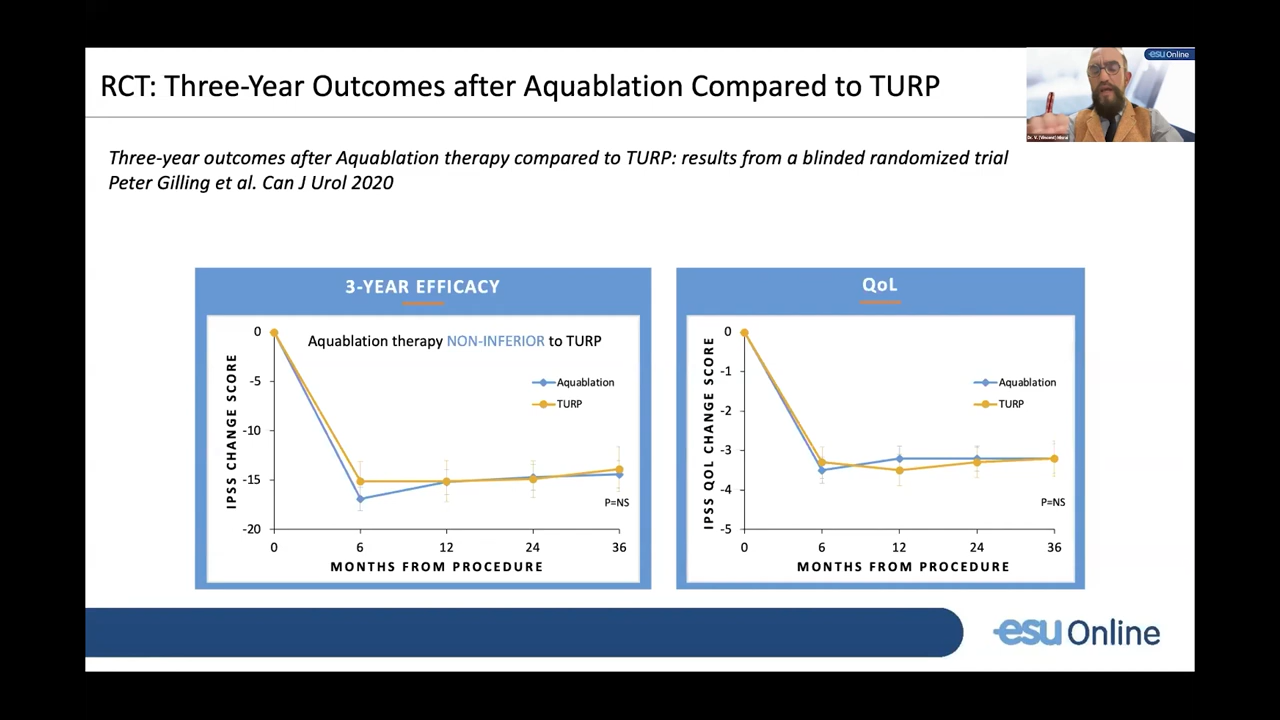 RCT: Three-Year Outcomes after Aquablation Compared to TURP
esu Online
Three-year outcomes after Aquablation therapy compared to TURP: results from a blinded randomized trial
Peter Gilling et al. Can J Urol 2020
3-YEAR EFFICACY
Aquablation therapy NON-INFERIOR to TURP
IPSS CHANGE SCORE
0
-5
-10
-15
-20
Aquablation
TURP
P=NS
0 6 12 24 36
MONTHS FROM PROCEDURE
QoL
IPSS QOL CHANGE SCORE
0
-1
-2
-3
-4
-5
Aquablation
TURP
P=NS
0 6 12 24 36
MONTHS FROM PROCEDURE
esu Online